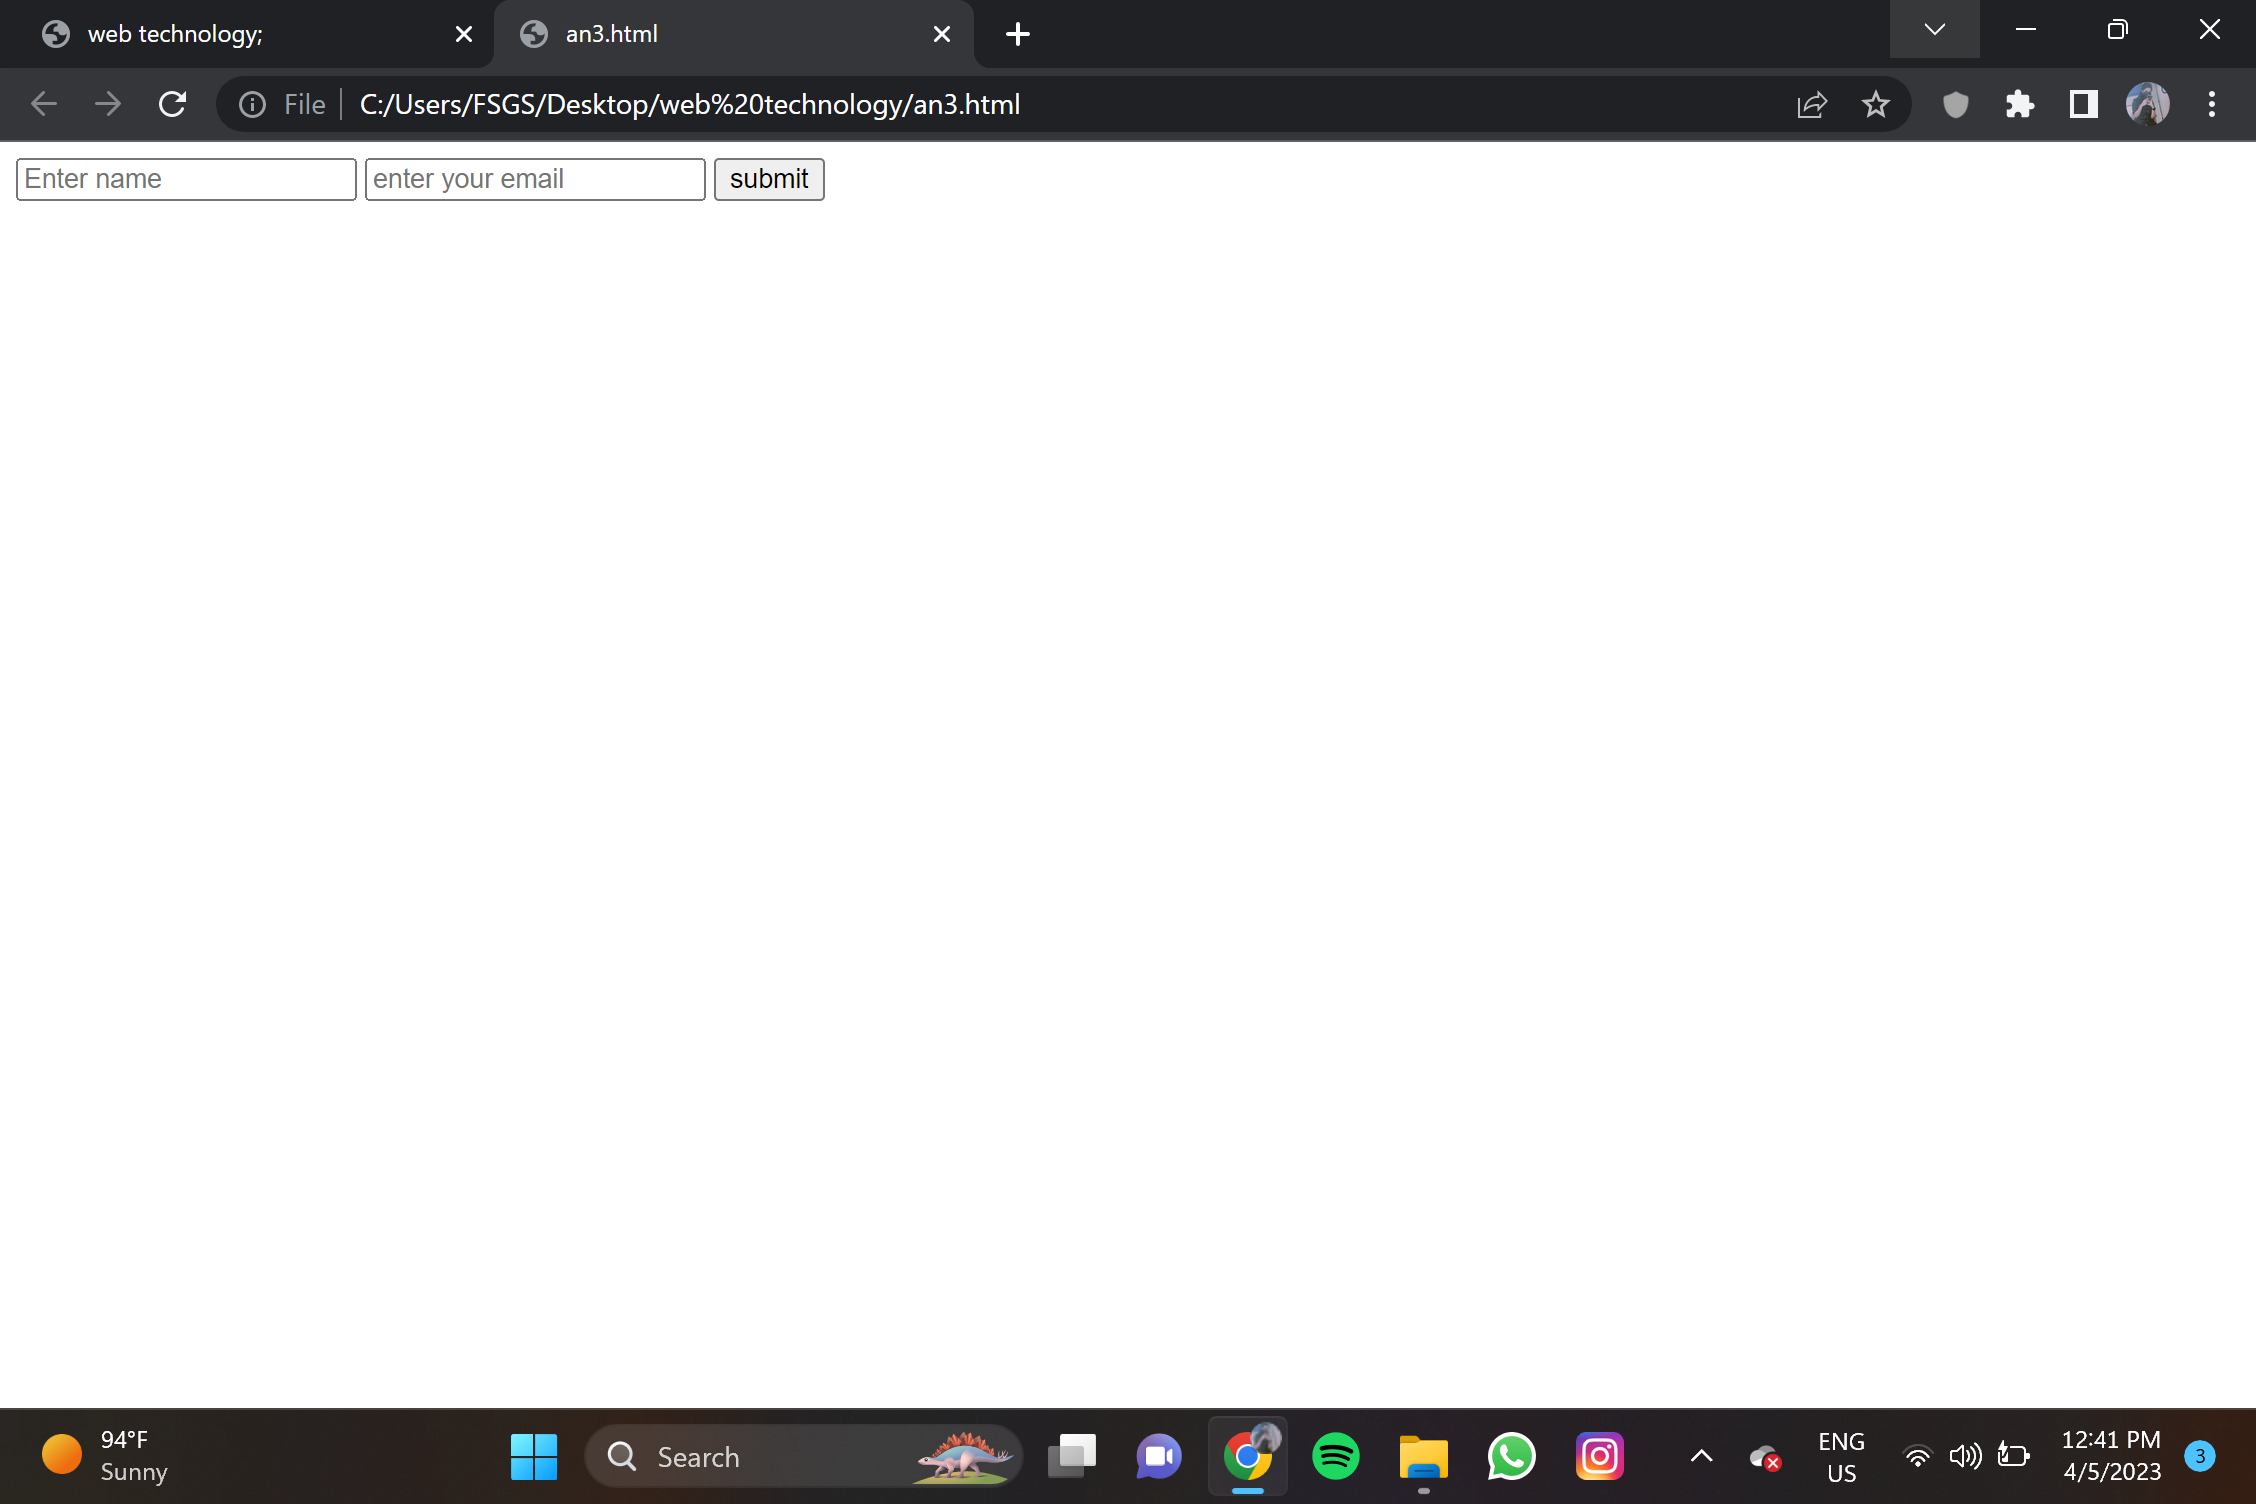 web technology;
an3.html
File
C:/Users/FSGS/Desktop/web%20technology/an3.html
Enter name
enter your email
submit
94°F
Sunny
Search
ENG
US
12:41 PM
4/5/2023
3